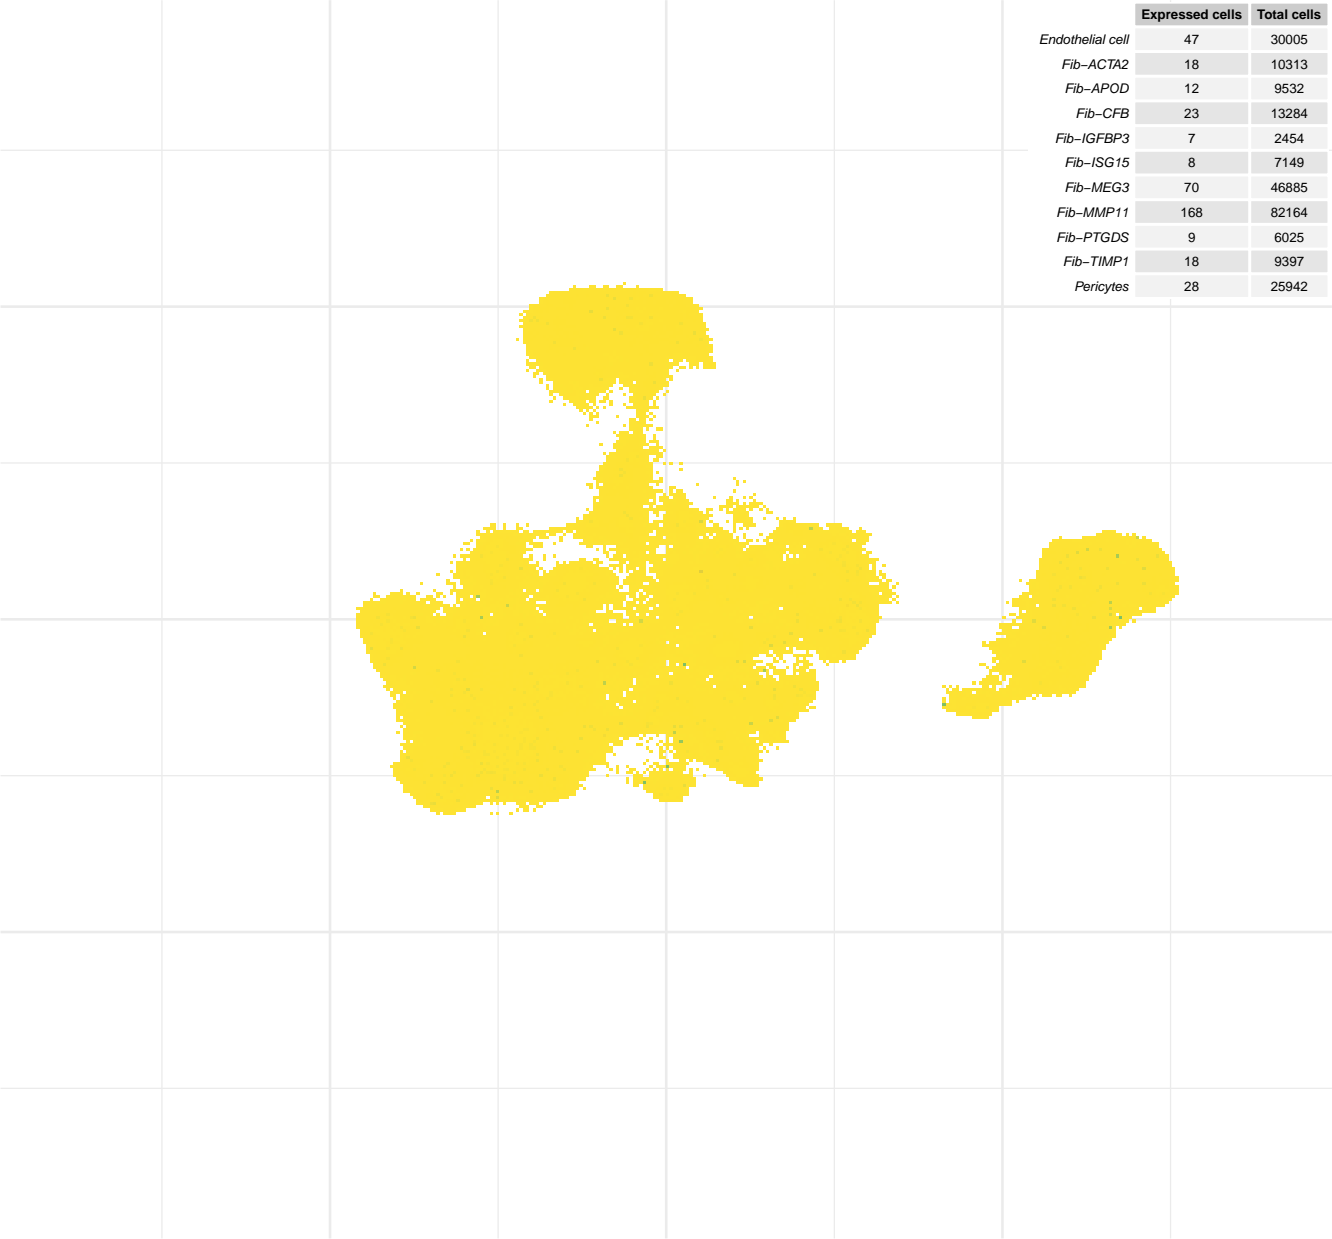 Expressed cells Total cells
Endothelial cell 47 30005
Fib−ACTA2 18 10313
Fib−APOD 12 9532
Fib−CFB 23 13284
Fib−IGFBP3 7 2454
Fib−ISG15 8 7149
Fib−MEG3 70 46885
Fib−MMP11 168 82164
Fib−PTGDS 9 6025
Fib−TIMP1 18 9397
Pericytes 28 25942